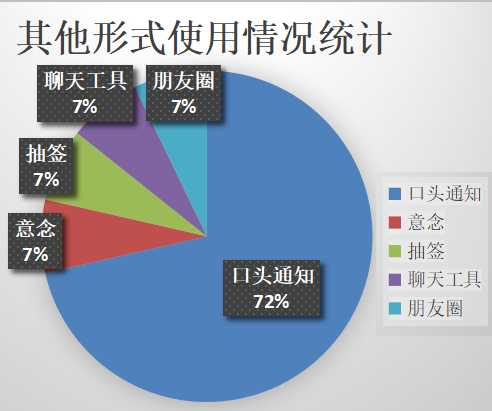 其他形式使用情况统计
聊天工具
7%
朋友圈
7%
抽签
7%
意念
7%
口头通知
72%
口头通知
意念
抽签
聊天工具
朋友圈